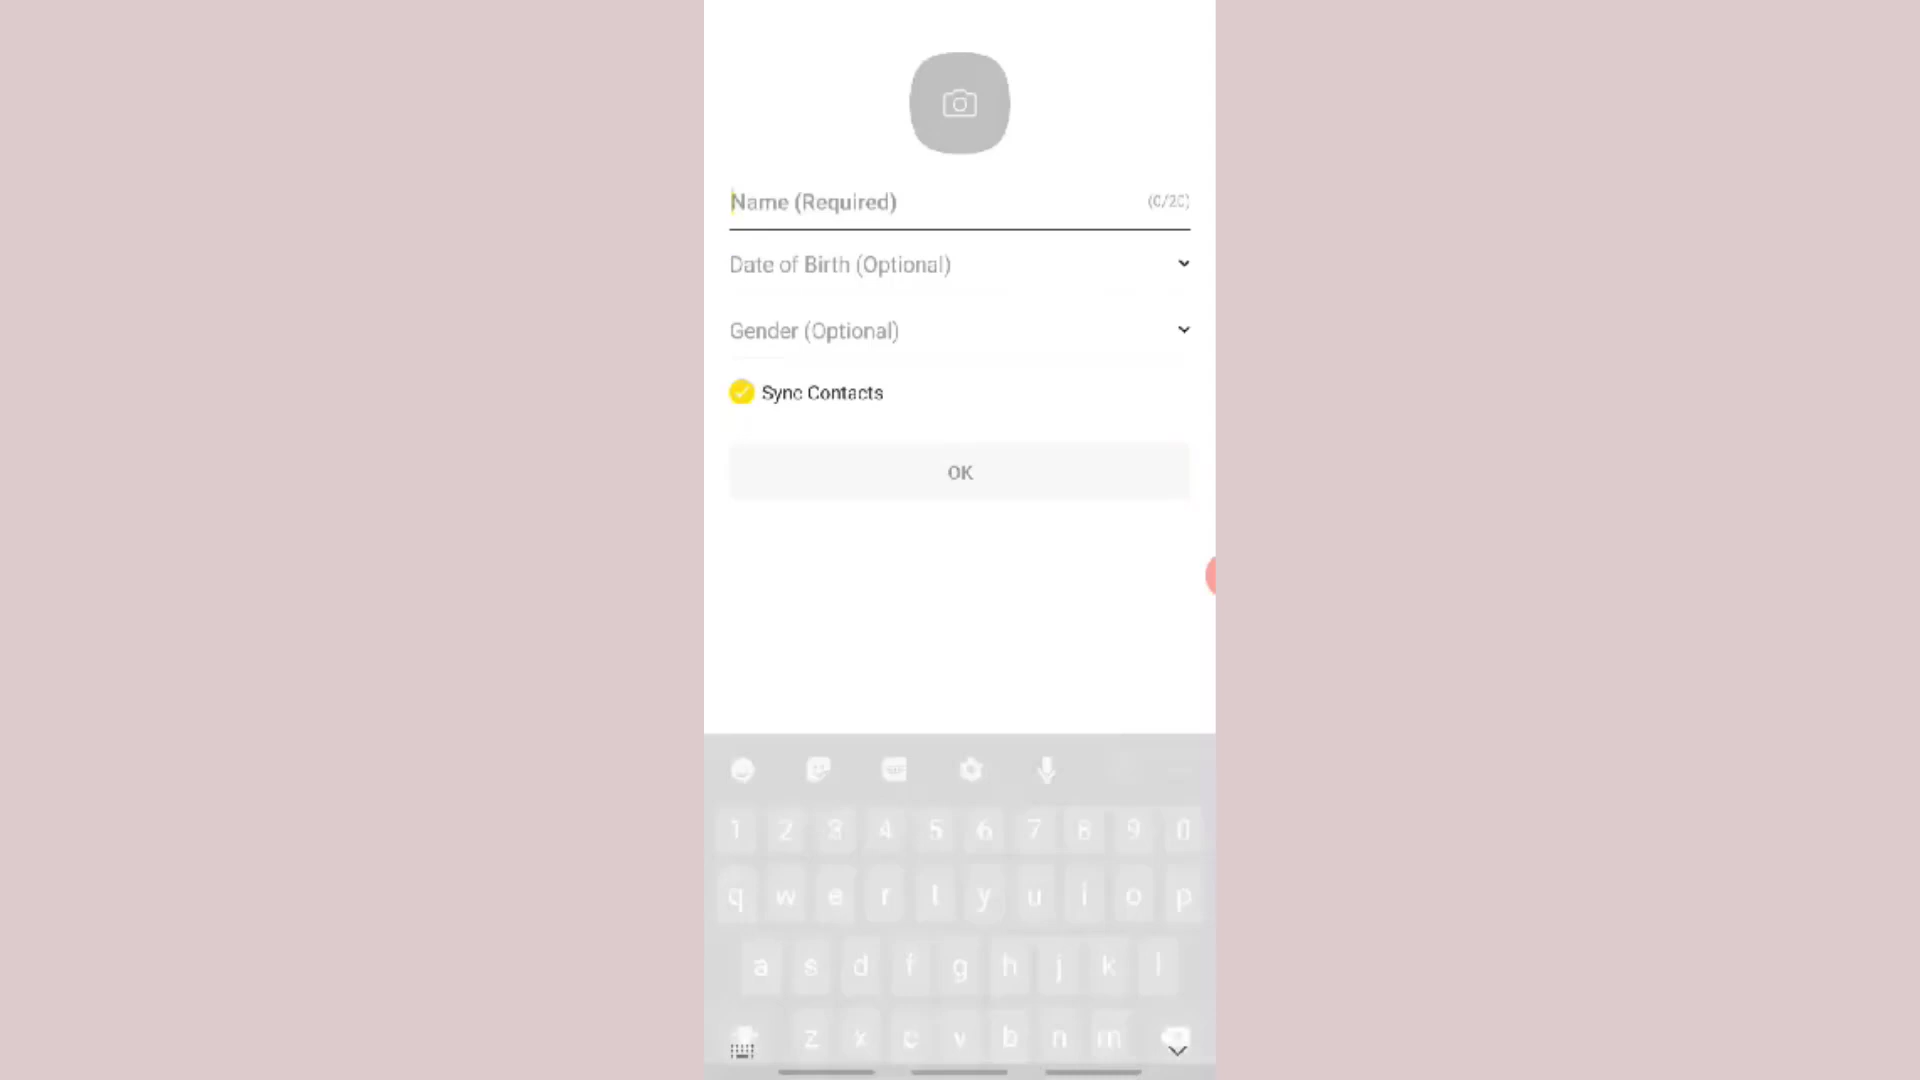 Name (Required) (0/20)
Date of Birth (Optional)
Gender (Optional)
Sync Contacts
OK
1 2 3 4 5 6 7 8 9 0
q w e r t y u i o p
a s d f g h j k l
z x c v b n m